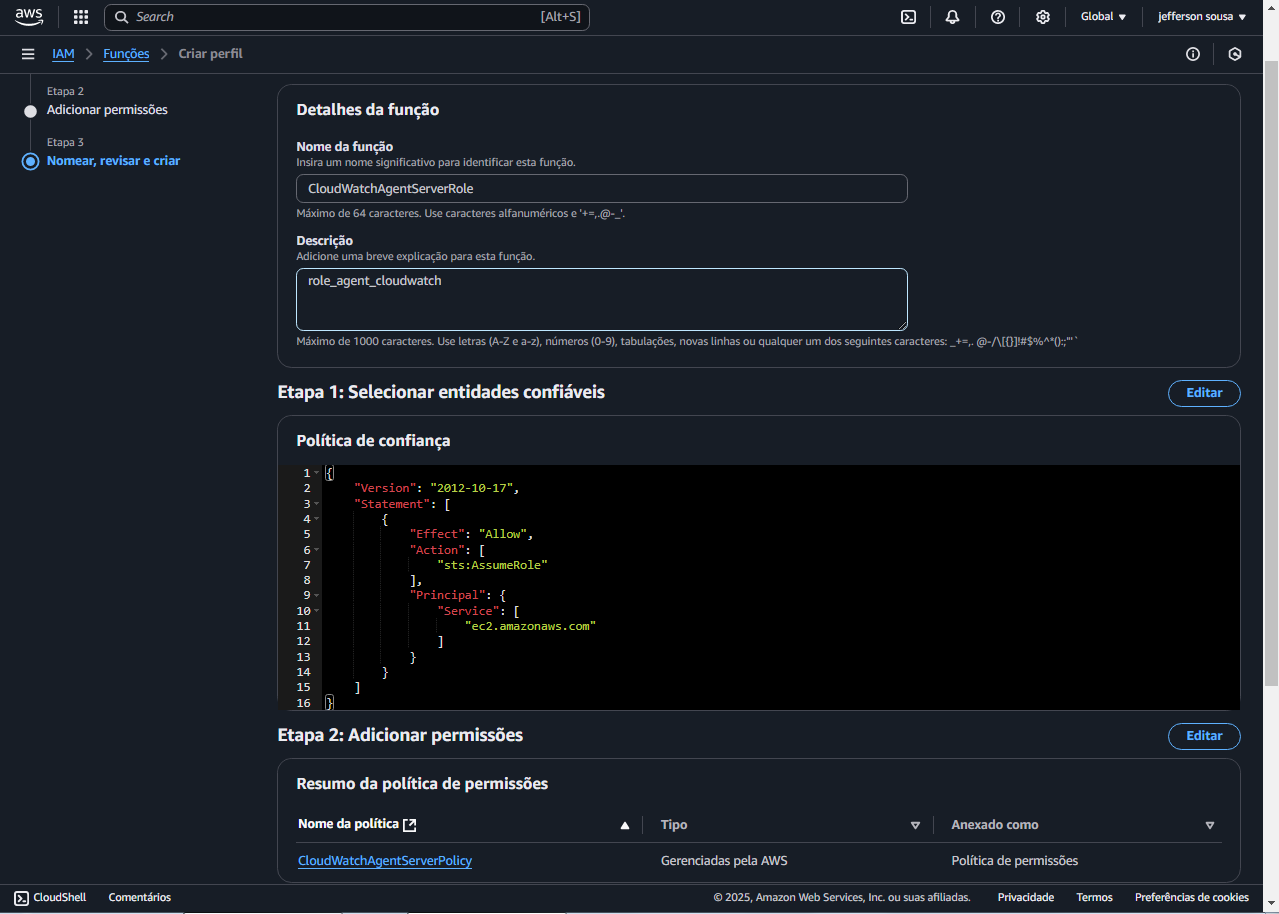 aws
Search [Alt+S]
Global
jefferson sousa
IAM > Funções > Criar perfil
Etapa 2
Adicionar permissões
Etapa 3
Nomear, revisar e criar
Detalhes da função
Nome da função
Insira um nome significativo para identificar esta função.
CloudWatchAgentServerRole
Máximo de 64 caracteres. Use caracteres alfanuméricos e '+=,.@-_'.
Descrição
Adicione uma breve explicação para esta função.
role_agent_cloudwatch
Máximo de 1000 caracteres. Use letras (A-Z e a-z), números (0-9), tabulações, novas linhas ou qualquer um dos seguintes caracteres: _+=,. @-/\[{}]!#$%^*();:"'`
Etapa 1: Selecionar entidades confiáveis
Editar
Política de confiança
1 {
2 "Version": "2012-10-17",
3 "Statement": [
4 {
5 "Effect": "Allow",
6 "Action": [
7 "sts:AssumeRole"
8 ],
9 "Principal": {
10 "Service": [
11 "ec2.amazonaws.com"
12 ]
13 }
14 }
15 ]
16 }
Etapa 2: Adicionar permissões
Editar
Resumo da política de permissões
Nome da política Tipo Anexado como
CloudWatchAgentServerPolicy Gerenciadas pela AWS Política de permissões
CloudShell Comentários © 2025, Amazon Web Services, Inc. ou suas afiliadas. Privacidade Termos Preferências de cookies